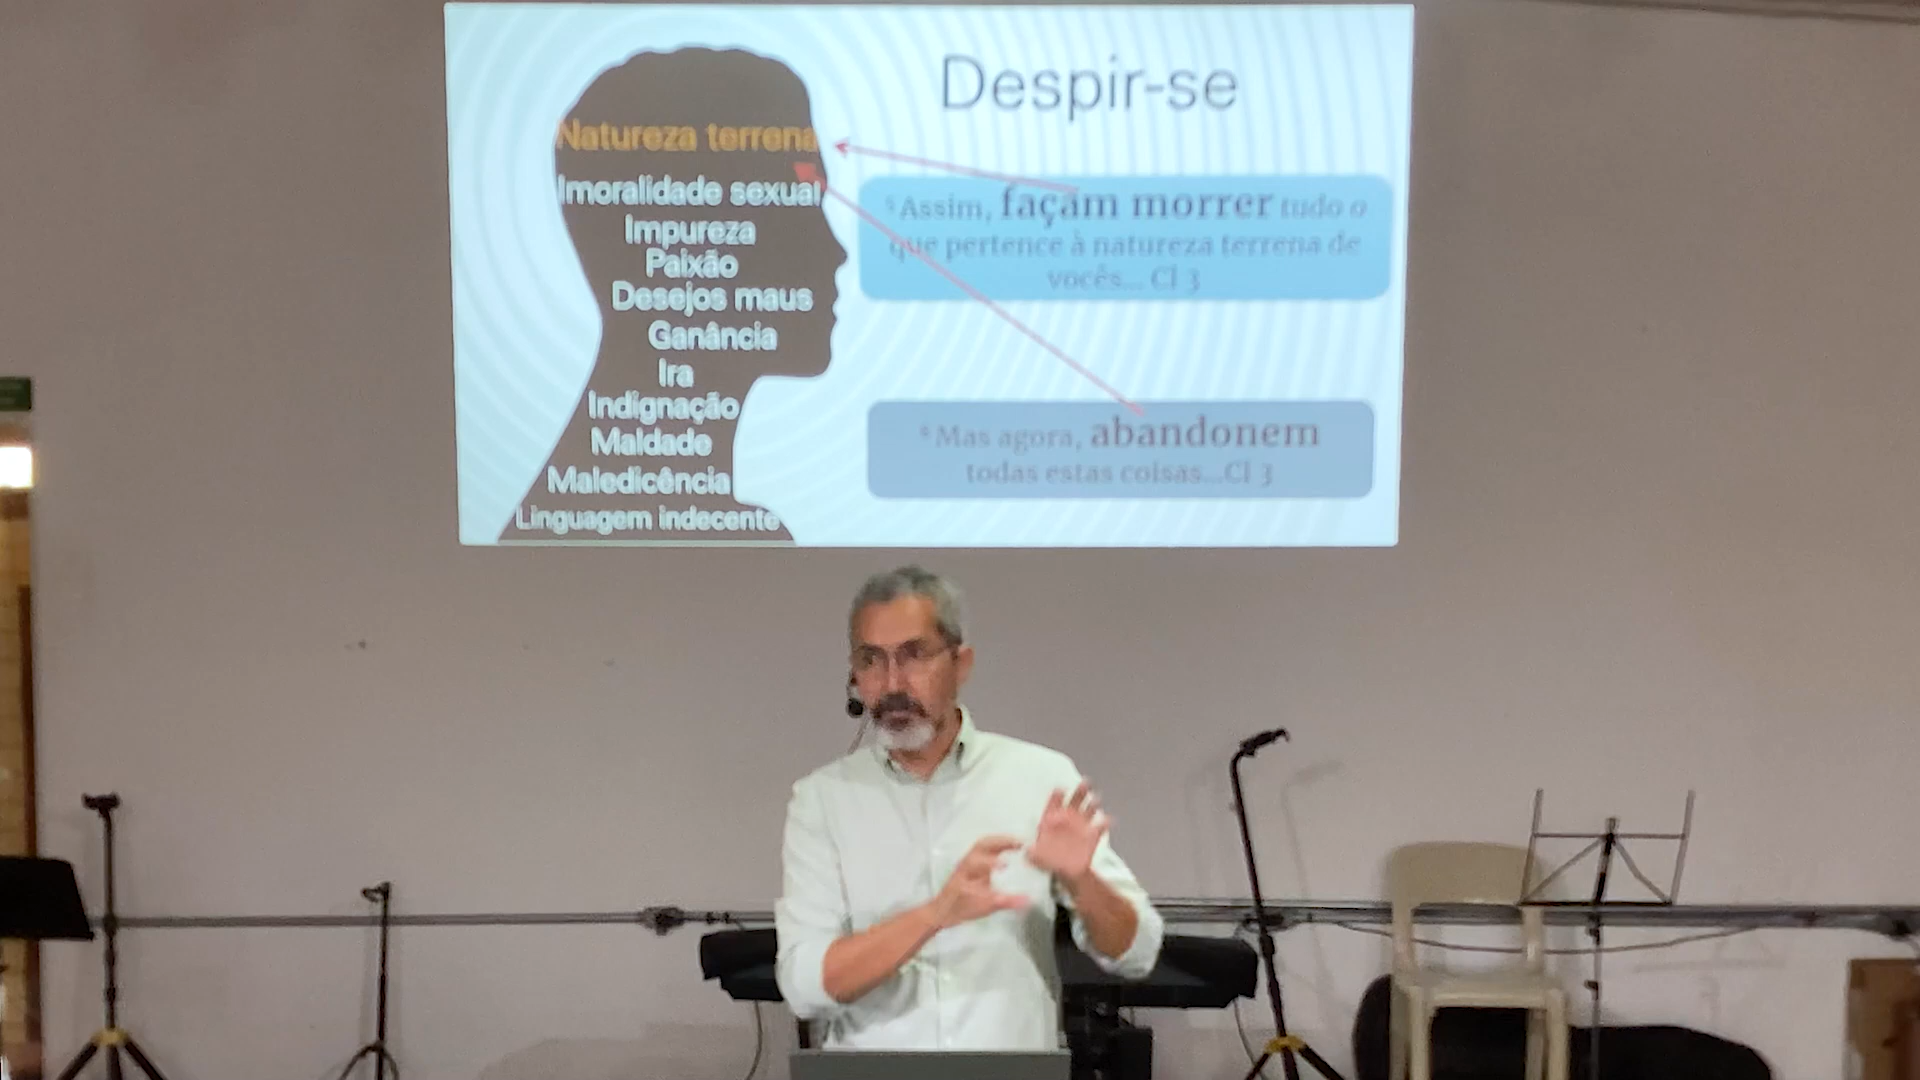 Despir-se
Natureza terrena
Imoralidade sexual
Impureza
Paixão
Desejos maus
Ganância
Ira
Indignação
Maldade
Maledicência
Linguagem indecente
⁵ Assim, façam morrer tudo o
que pertence à natureza terrena de
vocês... Cl 3
⁸ Mas agora, abandonem
todas estas coisas...Cl 3